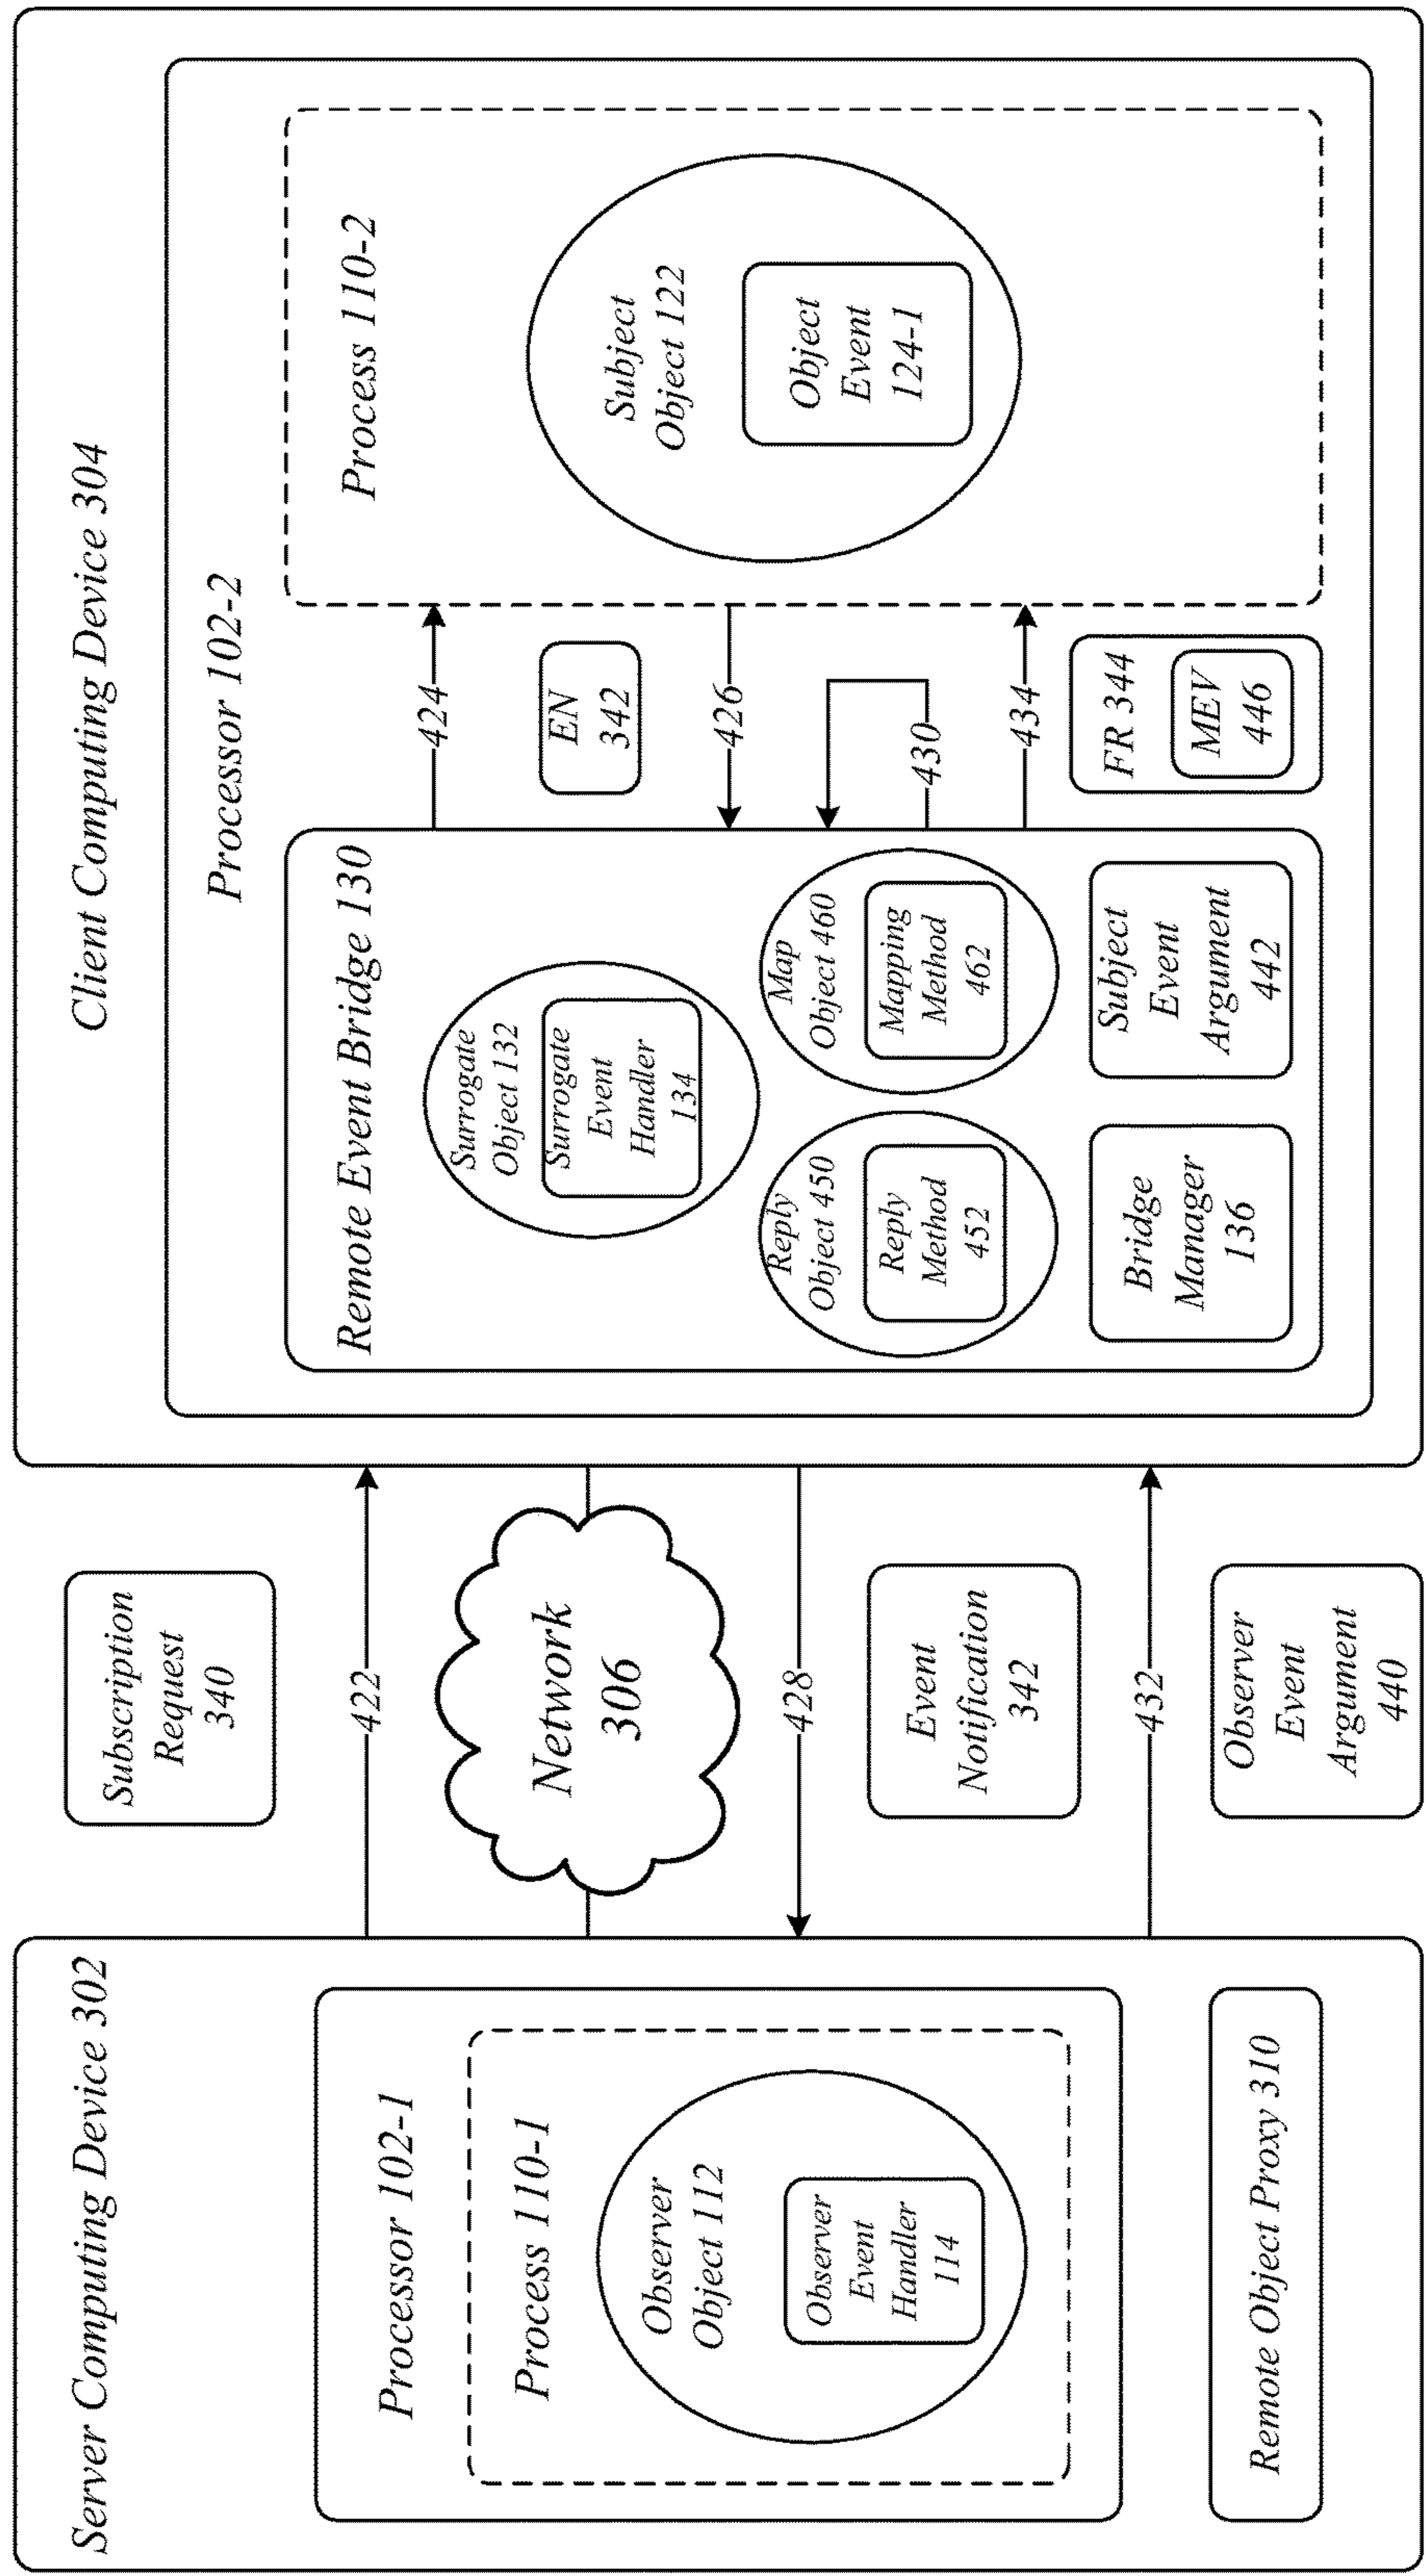 Server Computing Device 302
Processor 102-1
Process 110-1
Observer
Object 112
Observer
Event
Handler
114
Remote Object Proxy 310
Subscription
Request
340
422
Network
306
428
Event
Notification
342
432
Observer
Event
Argument
440
Client Computing Device 304
Processor 102-2
Remote Event Bridge 130
Surrogate
Object 132
Surrogate
Event
Handler
134
Reply
Object 450
Reply
Method
452
Map
Object 460
Mapping
Method
462
Bridge
Manager
136
Subject
Event
Argument
442
424
EN
342
426
430
434
FR 344
MEV
446
Process 110-2
Subject
Object 122
Object
Event
124-1